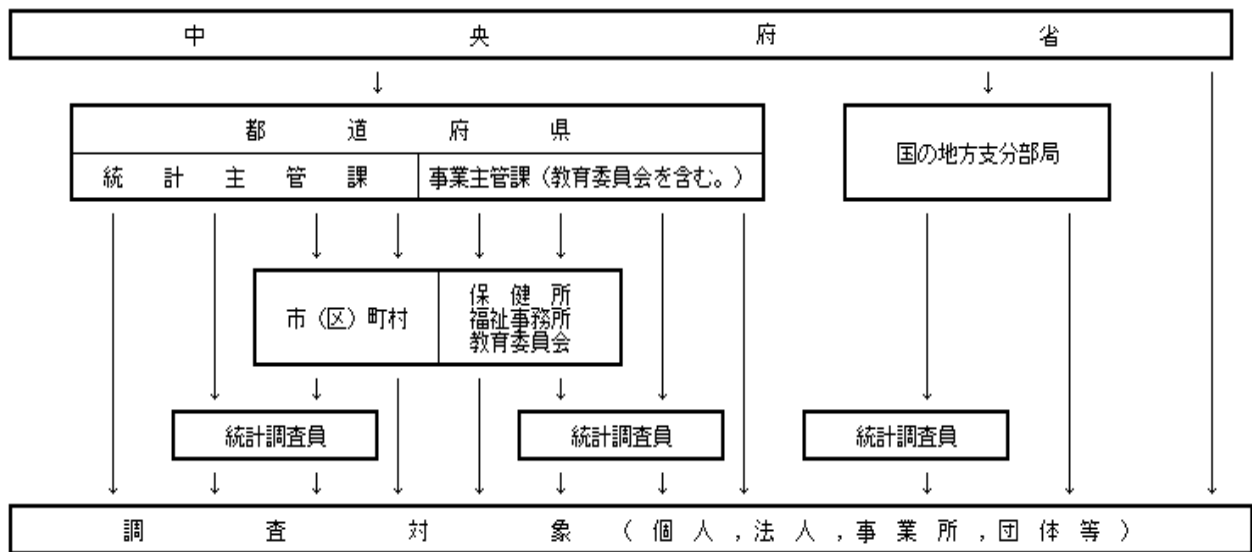 中央府省
都道府県
国の地方支分部局
統計主管課
事業主管課（教育委員会を含む。）
市（区）町村
保健所
福祉事務所
教育委員会
統計調査員
統計調査員
統計調査員
調査対象（個人，法人，事業所，団体等）